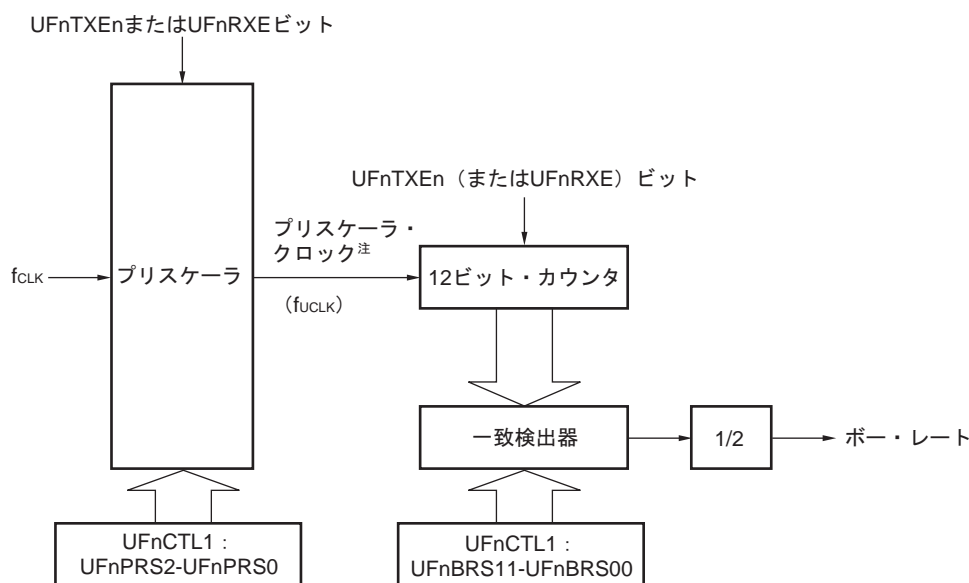 UFnTXEnまたはUFnRXEビット
UFnTXEn（またはUFnRXE）ビット
プリスケーラ・
クロック注
fCLK
プリスケーラ
（fUCLK）
12ビット・カウンタ
一致検出器
1/2
ボー・レート
UFnCTL1：
UFnPRS2-UFnPRS0
UFnCTL1：
UFnBRS11-UFnBRS00